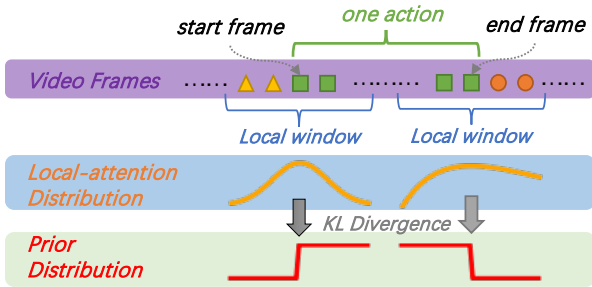 one action
start frame
end frame
Video Frames
Local window
Local window
Local-attention
Distribution
KL Divergence
Prior
Distribution